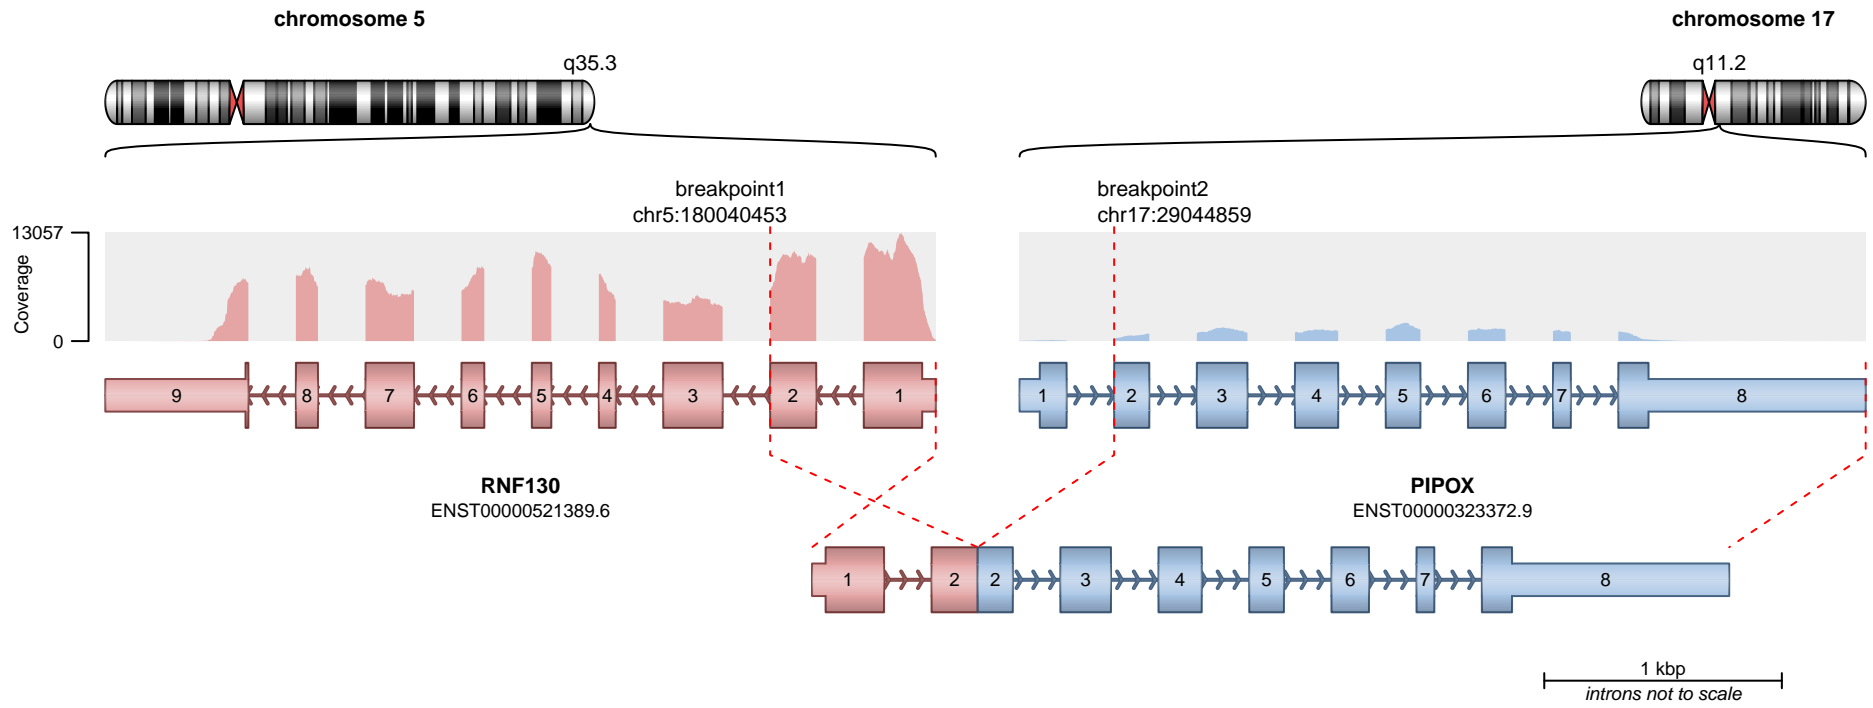 chromosome 5
chromosome 17
q35.3
q11.2
breakpoint1
chr5:180040453
breakpoint2
chr17:29044859
13057
Coverage
0
9 8 7 6 5 4 3 2 1
1 2 3 4 5 6 7 8
RNF130
ENST00000521389.6
PIPOX
ENST00000323372.9
1 2 2 3 4 5 6 7 8
1 kbp
introns not to scale